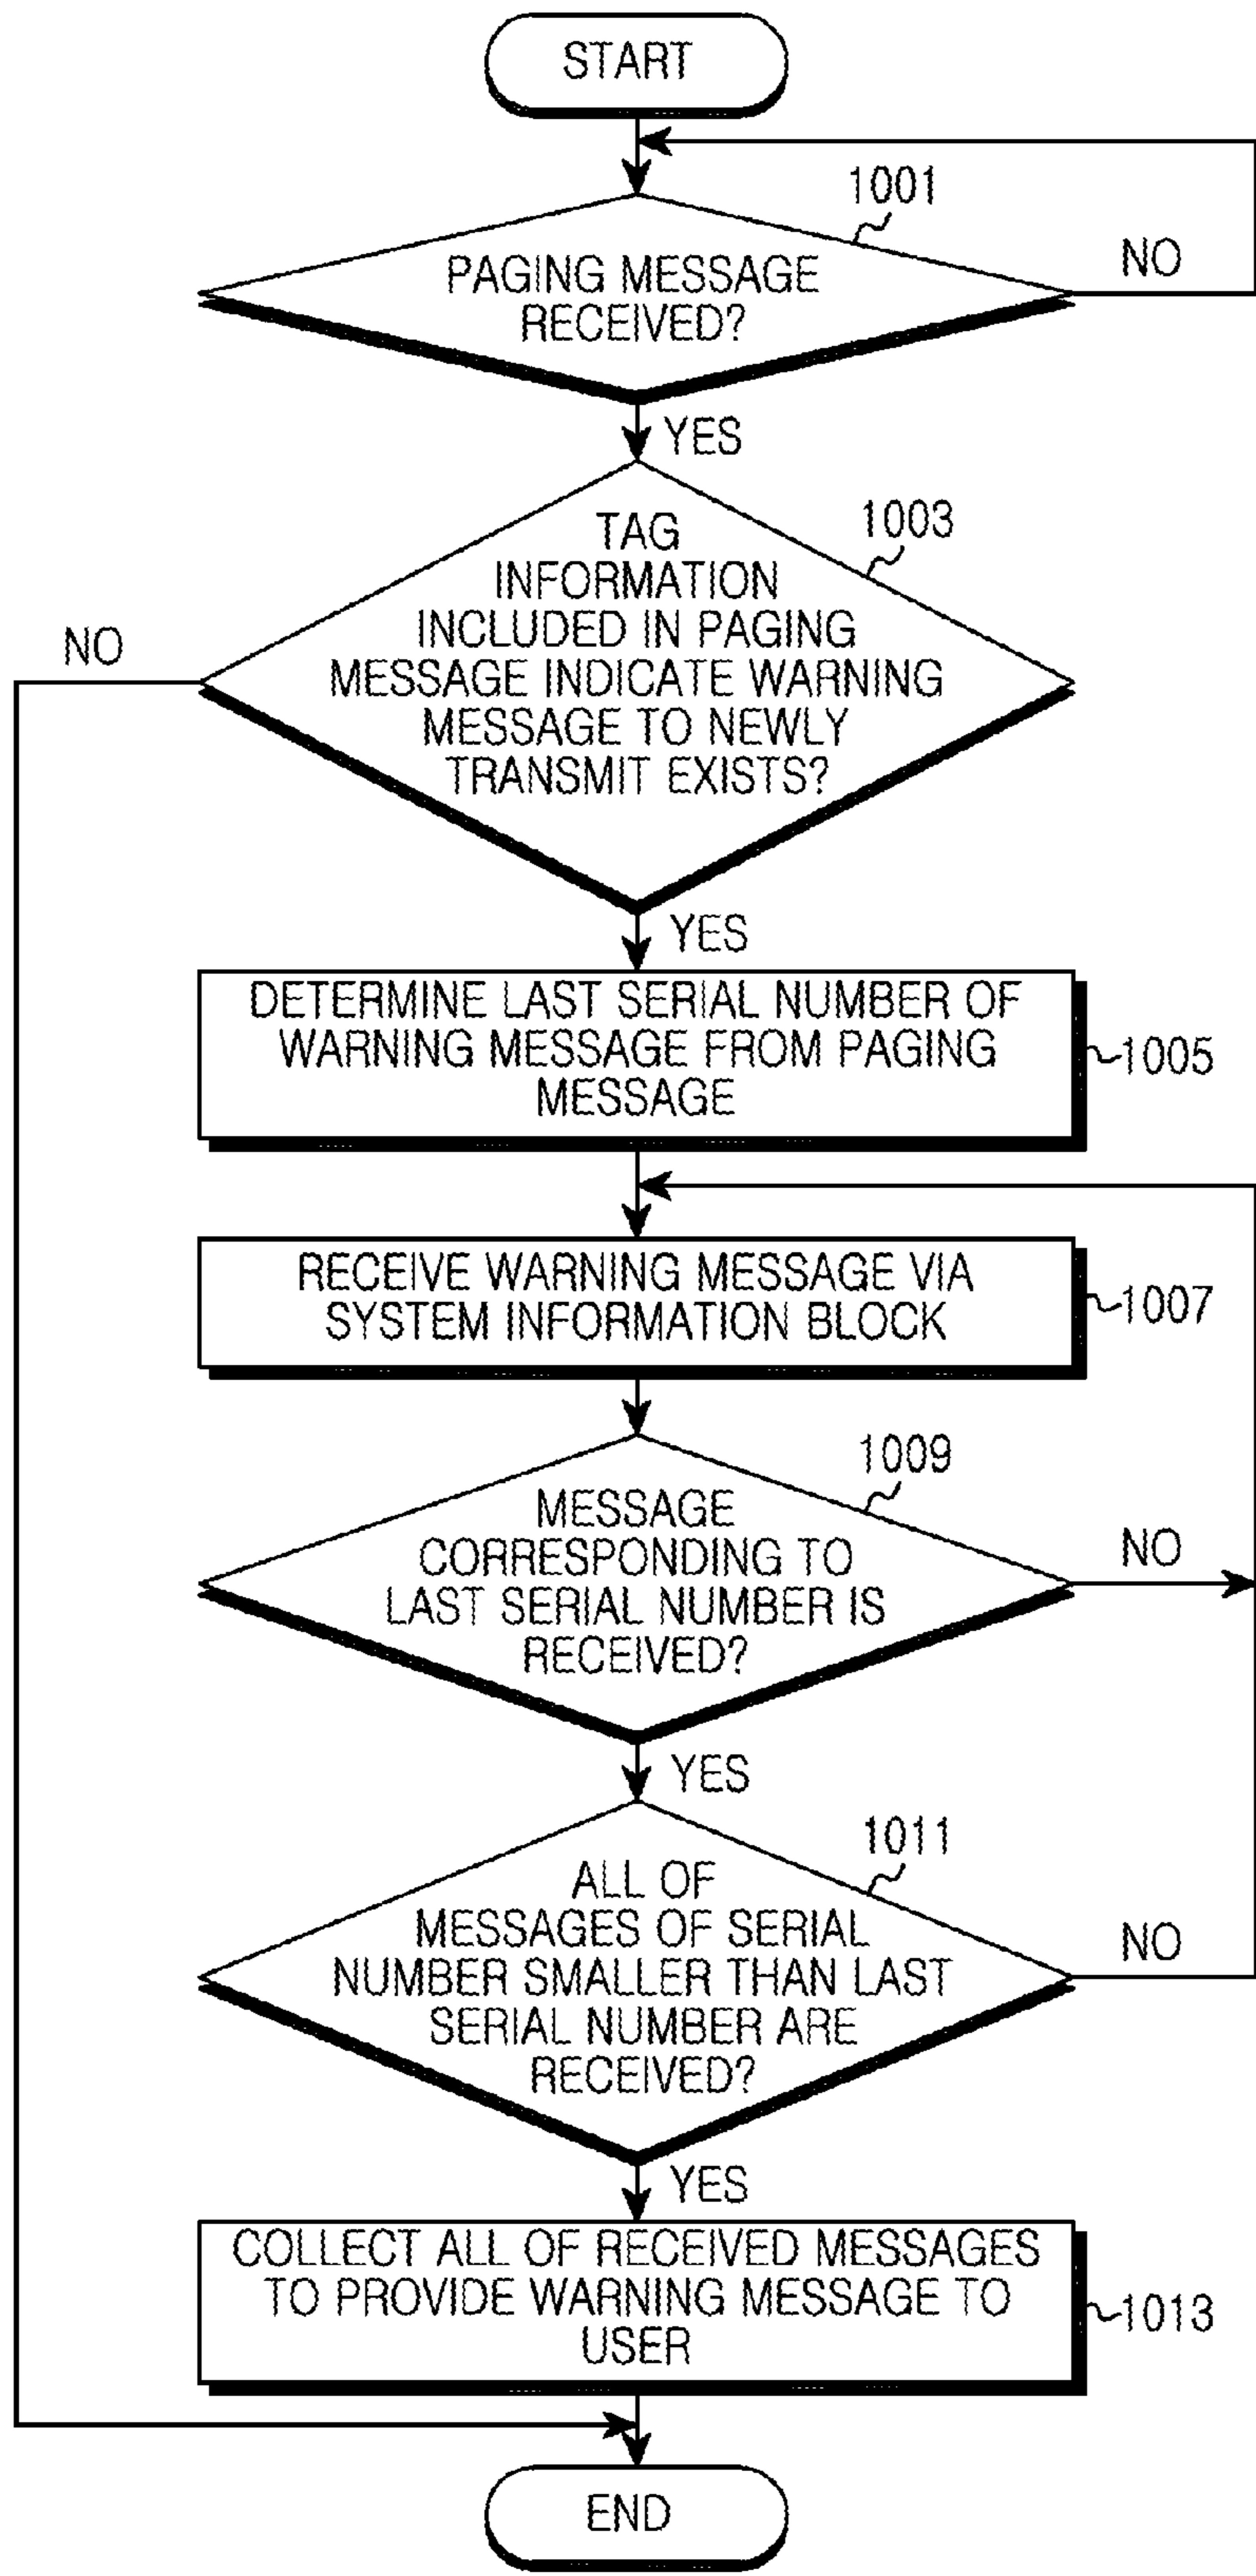 START
1001
PAGING MESSAGE
RECEIVED?
NO
YES
1003
TAG
INFORMATION
INCLUDED IN PAGING
MESSAGE INDICATE WARNING
MESSAGE TO NEWLY
TRANSMIT EXISTS?
NO
YES
DETERMINE LAST SERIAL NUMBER OF
WARNING MESSAGE FROM PAGING
MESSAGE
1005
RECEIVE WARNING MESSAGE VIA
SYSTEM INFORMATION BLOCK
1007
1009
MESSAGE
CORRESPONDING TO
LAST SERIAL NUMBER IS
RECEIVED?
NO
YES
1011
ALL OF
MESSAGES OF SERIAL
NUMBER SMALLER THAN LAST
SERIAL NUMBER ARE
RECEIVED?
NO
YES
COLLECT ALL OF RECEIVED MESSAGES
TO PROVIDE WARNING MESSAGE TO
USER
1013
END